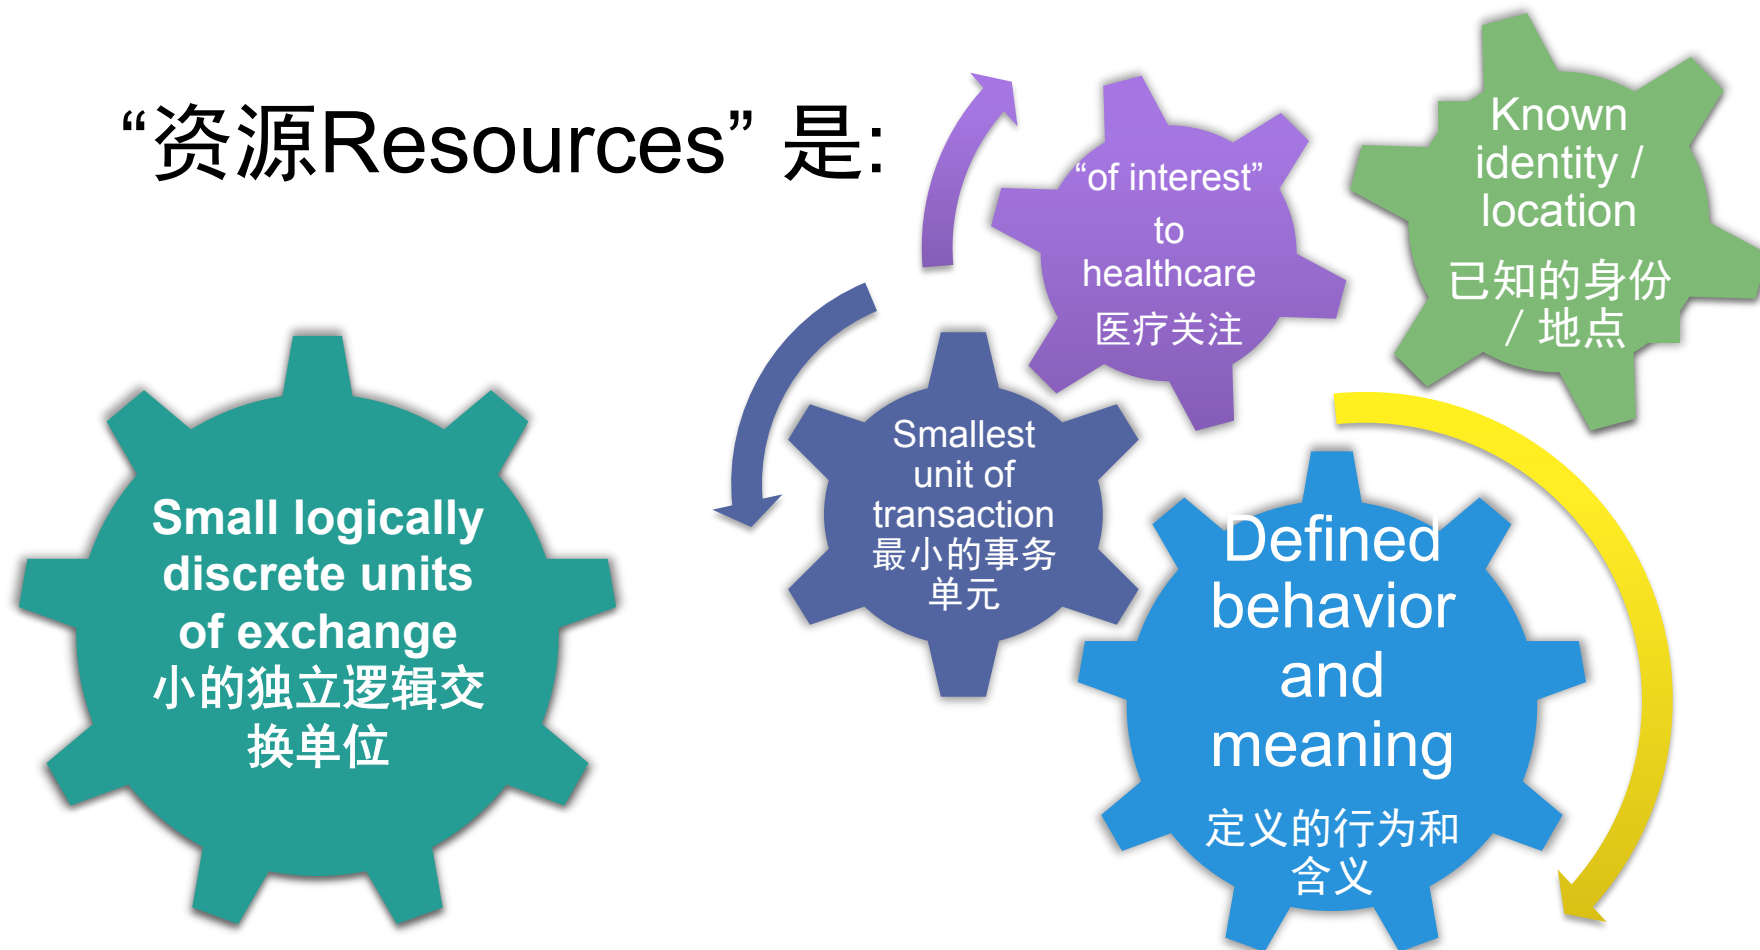 “资源Resources” 是:
Small logically
discrete units
of exchange
小的独立逻辑交
换单位
“of interest”
to
healthcare
医疗关注
Known
identity /
location
已知的身份
/ 地点
Smallest
unit of
transaction
最小的事务
单元
Defined
behavior
and
meaning
定义的行为和
含义